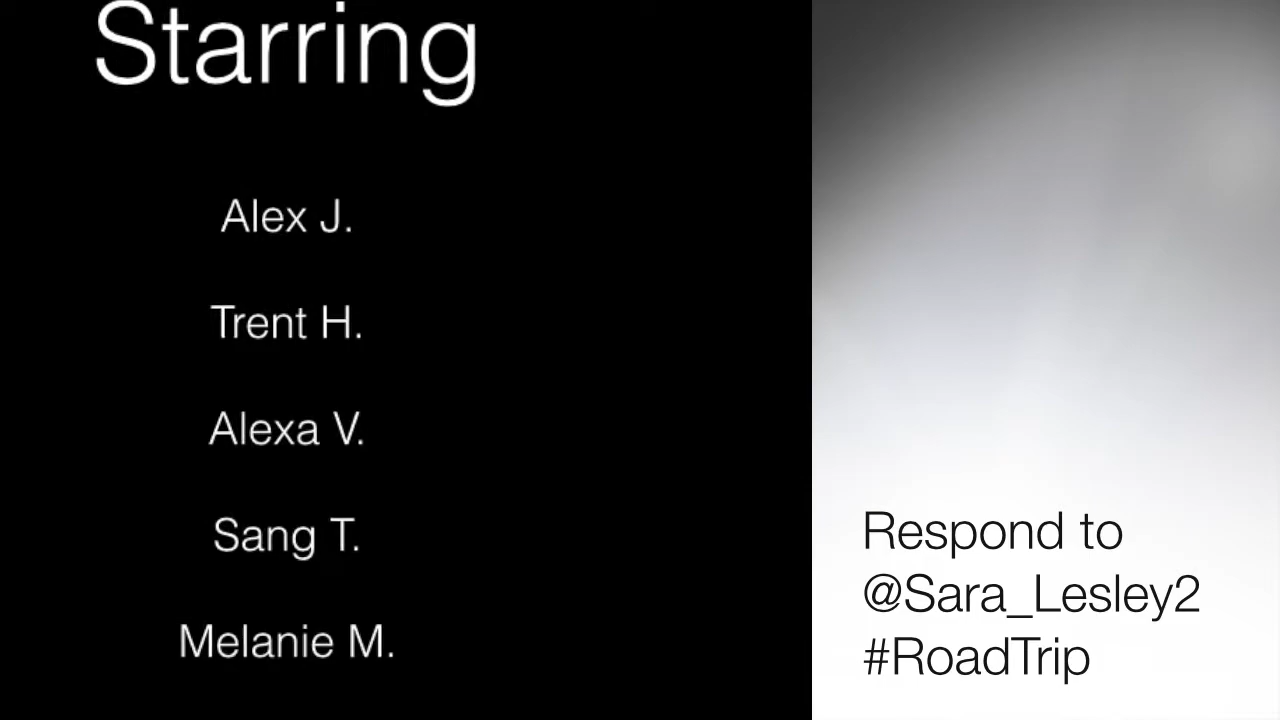 Starring
Alex J.
Trent H.
Alexa V.
Sang T.
Melanie M.
Respond to
@Sara_Lesley2
#RoadTrip